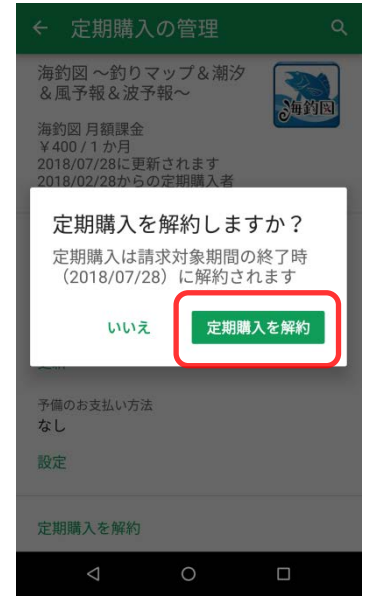 定期購入の管理
海釣図 ～釣りマップ＆潮汐
＆風予報＆波予報～
海釣図
海釣図 月額課金
￥400 / 1 か月
2018/07/28に更新されます
2018/02/28からの定期購入者
定期購入を解約しますか？
定期購入は請求対象期間の終了時
（2018/07/28）に解約されます
いいえ
定期購入を解約
予備のお支払い方法
なし
設定
定期購入を解約